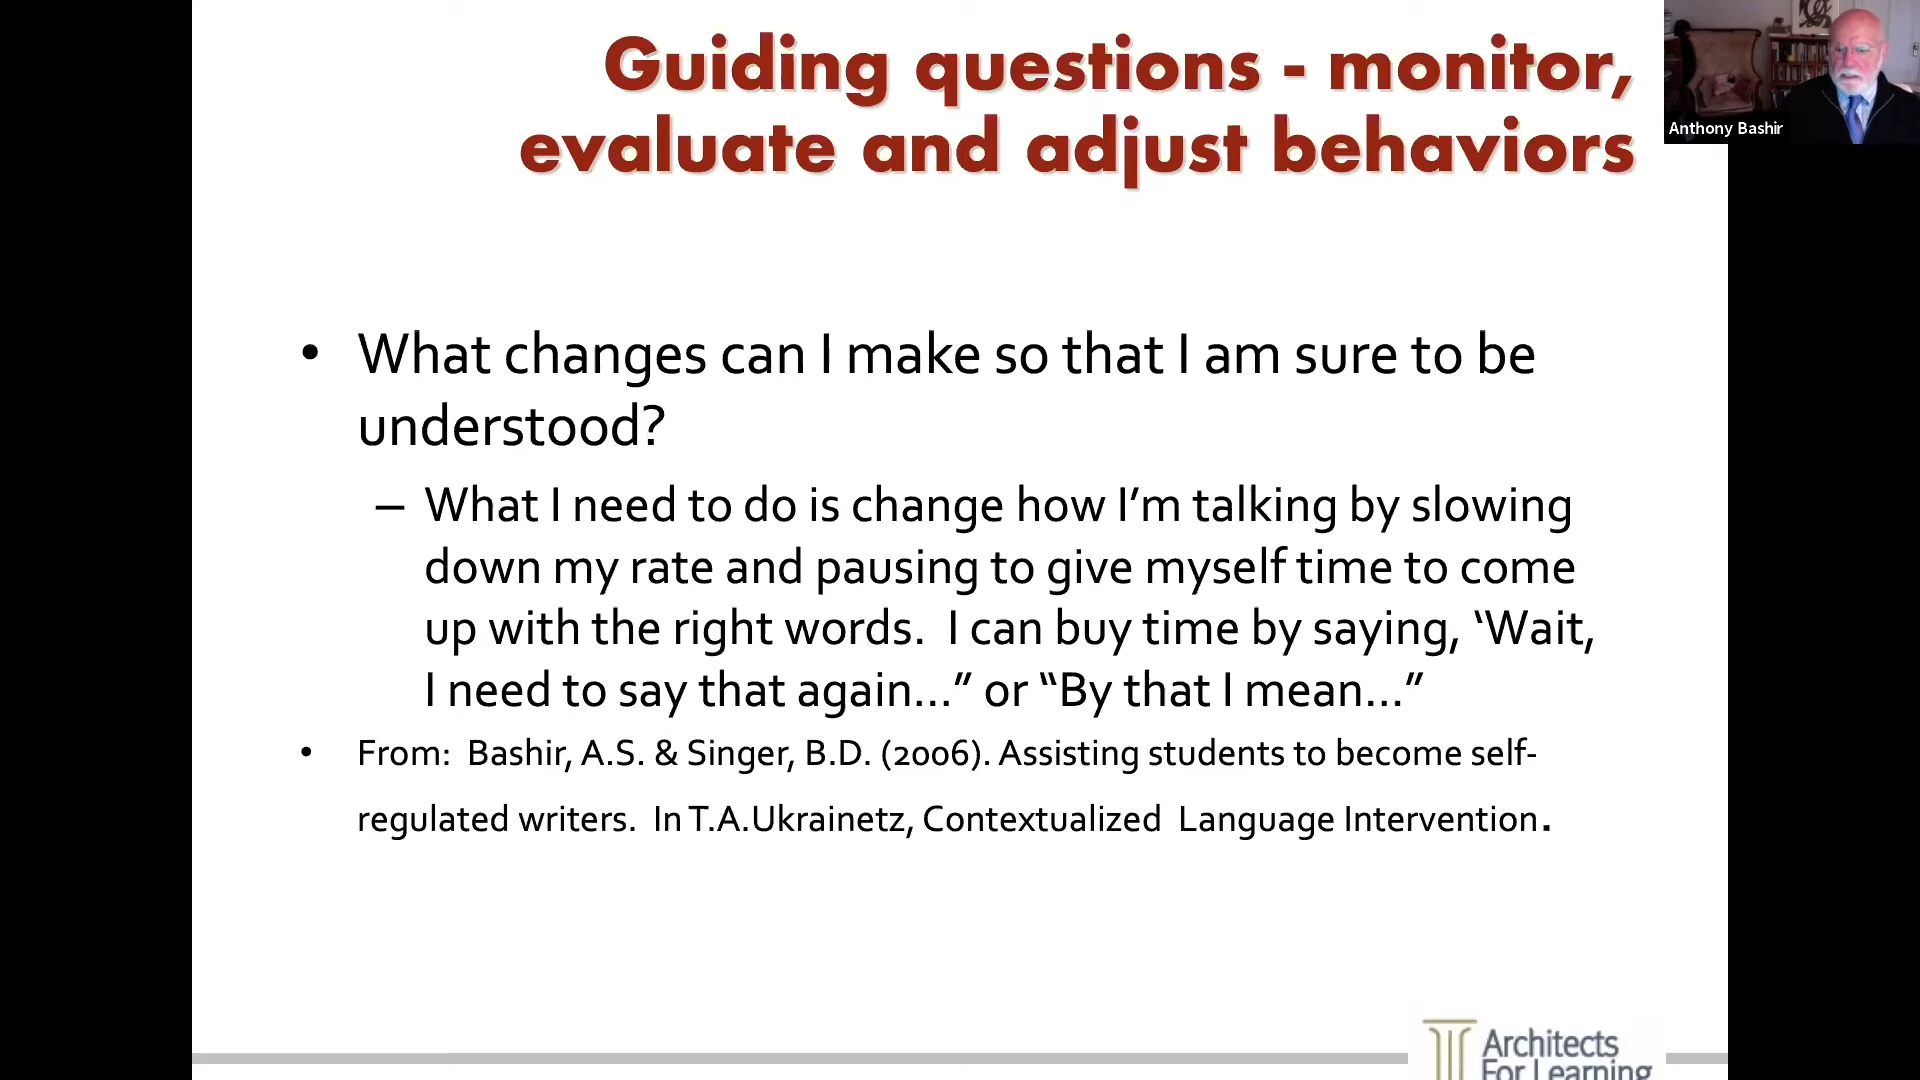 Guiding questions - monitor,
evaluate and adjust behaviors
Anthony Bashir
• What changes can I make so that I am sure to be
understood?
– What I need to do is change how I’m talking by slowing
down my rate and pausing to give myself time to come
up with the right words.  I can buy time by saying, ‘Wait,
I need to say that again…” or “By that I mean…”
• From:  Bashir, A.S. & Singer, B.D. (2006). Assisting students to become self-
regulated writers.  In T.A.Ukrainetz, Contextualized  Language Intervention.
Architects
For Learning